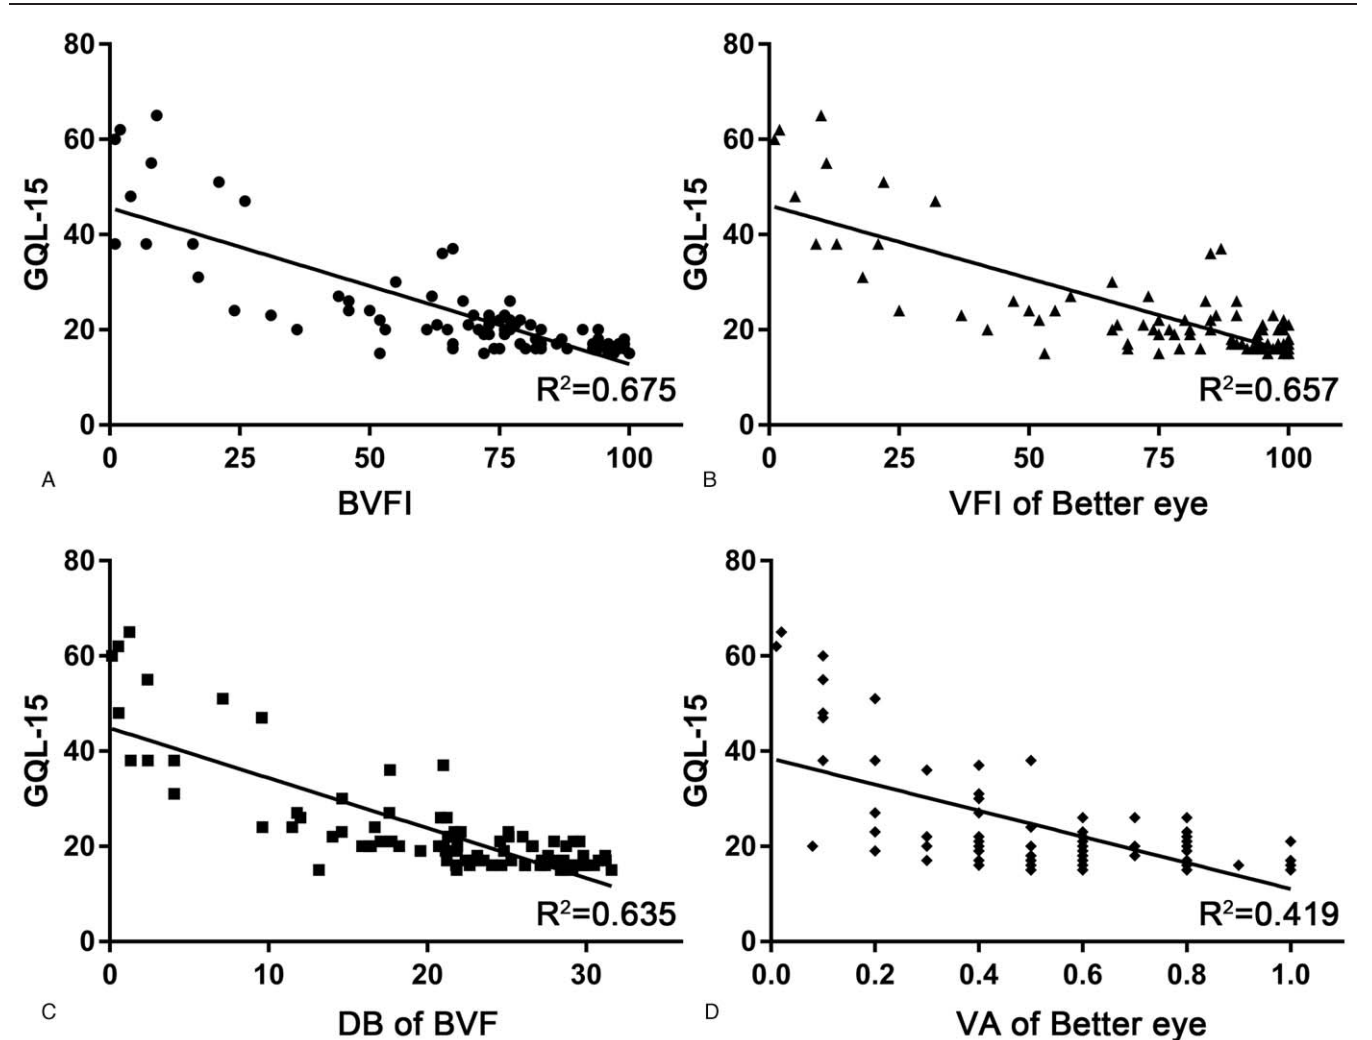 80
60
40
20
0
GQL-15
R²=0.675
0 25 50 75 100
A
BVFI
80
60
40
20
0
GQL-15
R²=0.657
0 25 50 75 100
B
VFI of Better eye
80
60
40
20
0
GQL-15
R²=0.635
0 10 20 30
C
DB of BVF
80
60
40
20
0
GQL-15
R²=0.419
0.0 0.2 0.4 0.6 0.8 1.0
D
VA of Better eye